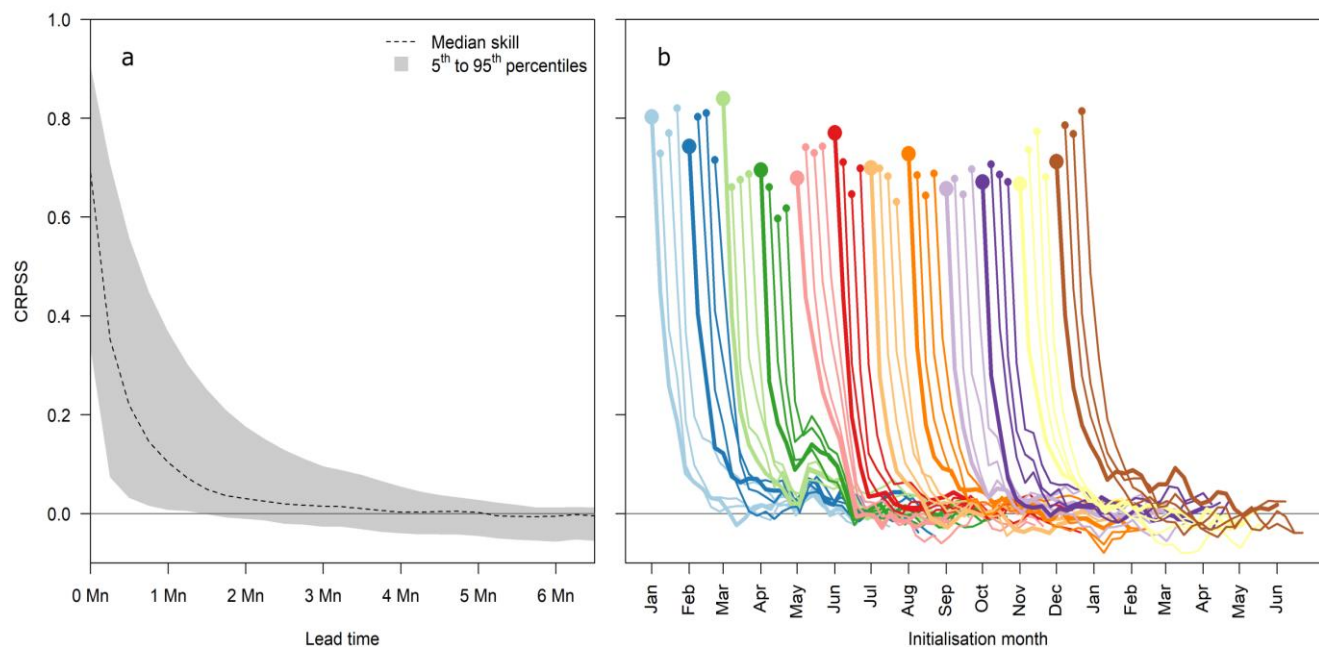 a
Median skill
5th to 95th percentiles
CRPSS
1.0
0.8
0.6
0.4
0.2
0.0
0 Mn 1 Mn 2 Mn 3 Mn 4 Mn 5 Mn 6 Mn
Lead time
b
Jan Feb Mar Apr May Jun Jul Aug Sep Oct Nov Dec Jan Feb Mar Apr May Jun
Initialisation month